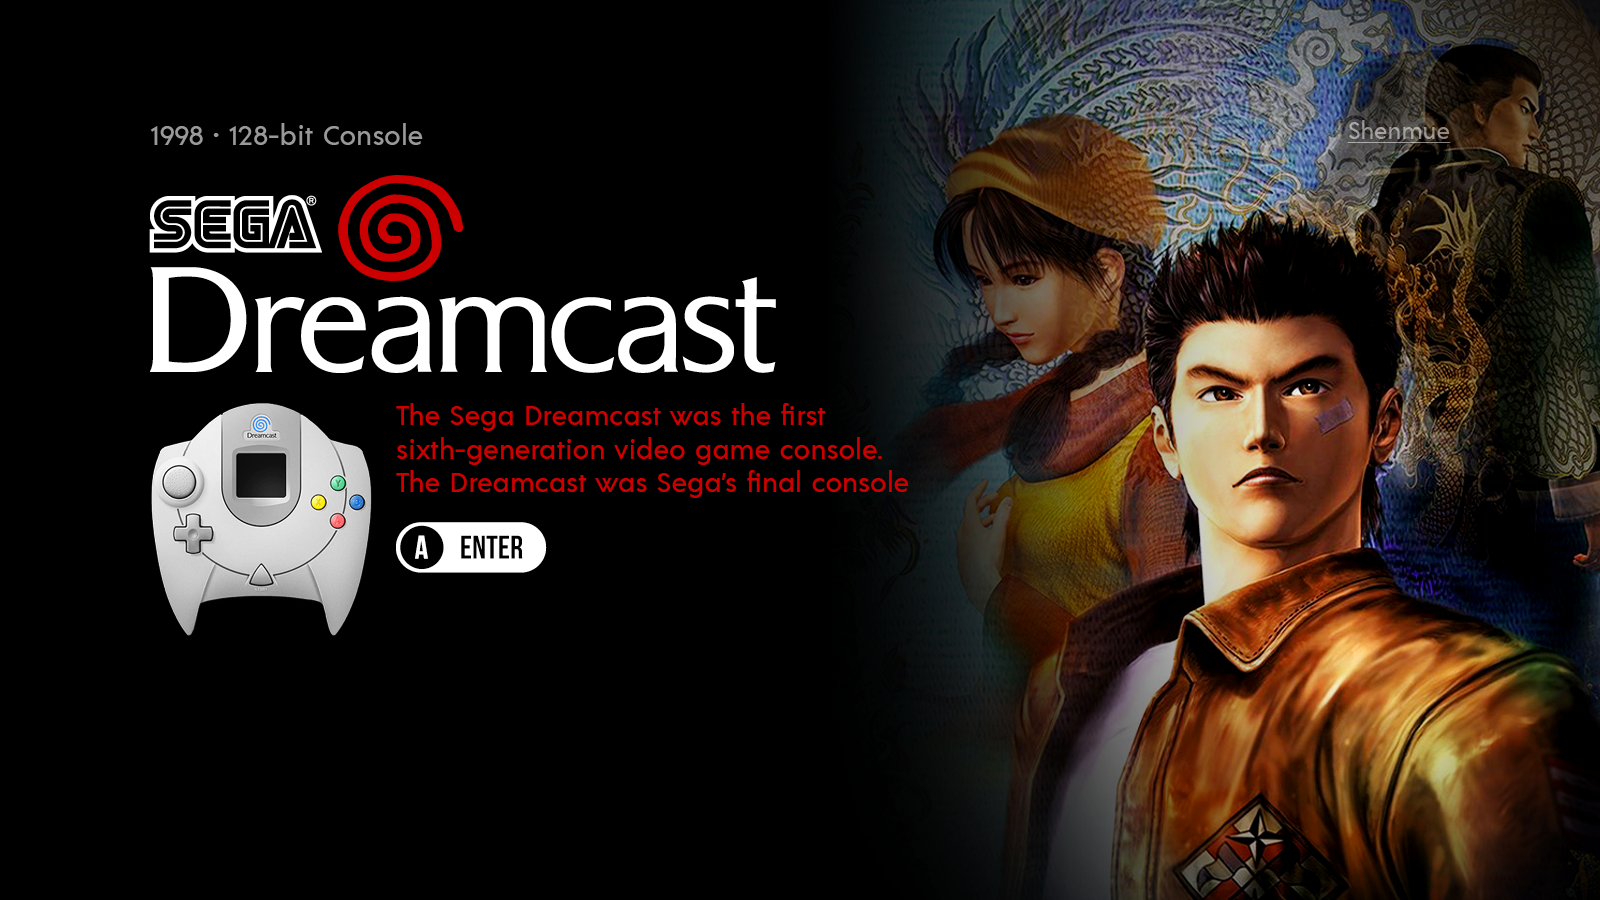 1998 · 128-bit Console
Shenmue
SEGA®
Dreamcast
Dreamcast
The Sega Dreamcast was the first
sixth-generation video game console.
The Dreamcast was Sega's final console
Y
X
B
A
A ENTER